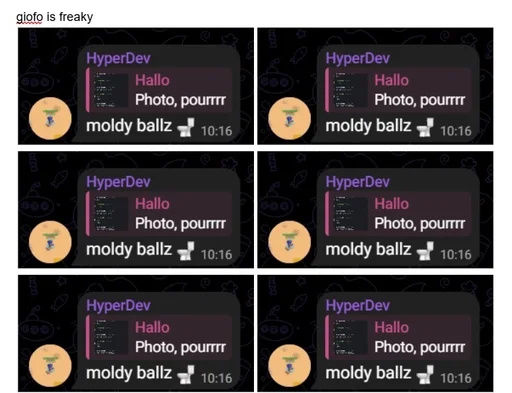 giofo is freaky
HyperDev
Hallo
Photo, pourrrr
moldy ballz 🚽 10:16
HyperDev
Hallo
Photo, pourrrr
moldy ballz 🚽 10:16
HyperDev
Hallo
Photo, pourrrr
moldy ballz 🚽 10:16
HyperDev
Hallo
Photo, pourrrr
moldy ballz 🚽 10:16
HyperDev
Hallo
Photo, pourrrr
moldy ballz 🚽 10:16
HyperDev
Hallo
Photo, pourrrr
moldy ballz 🚽 10:16